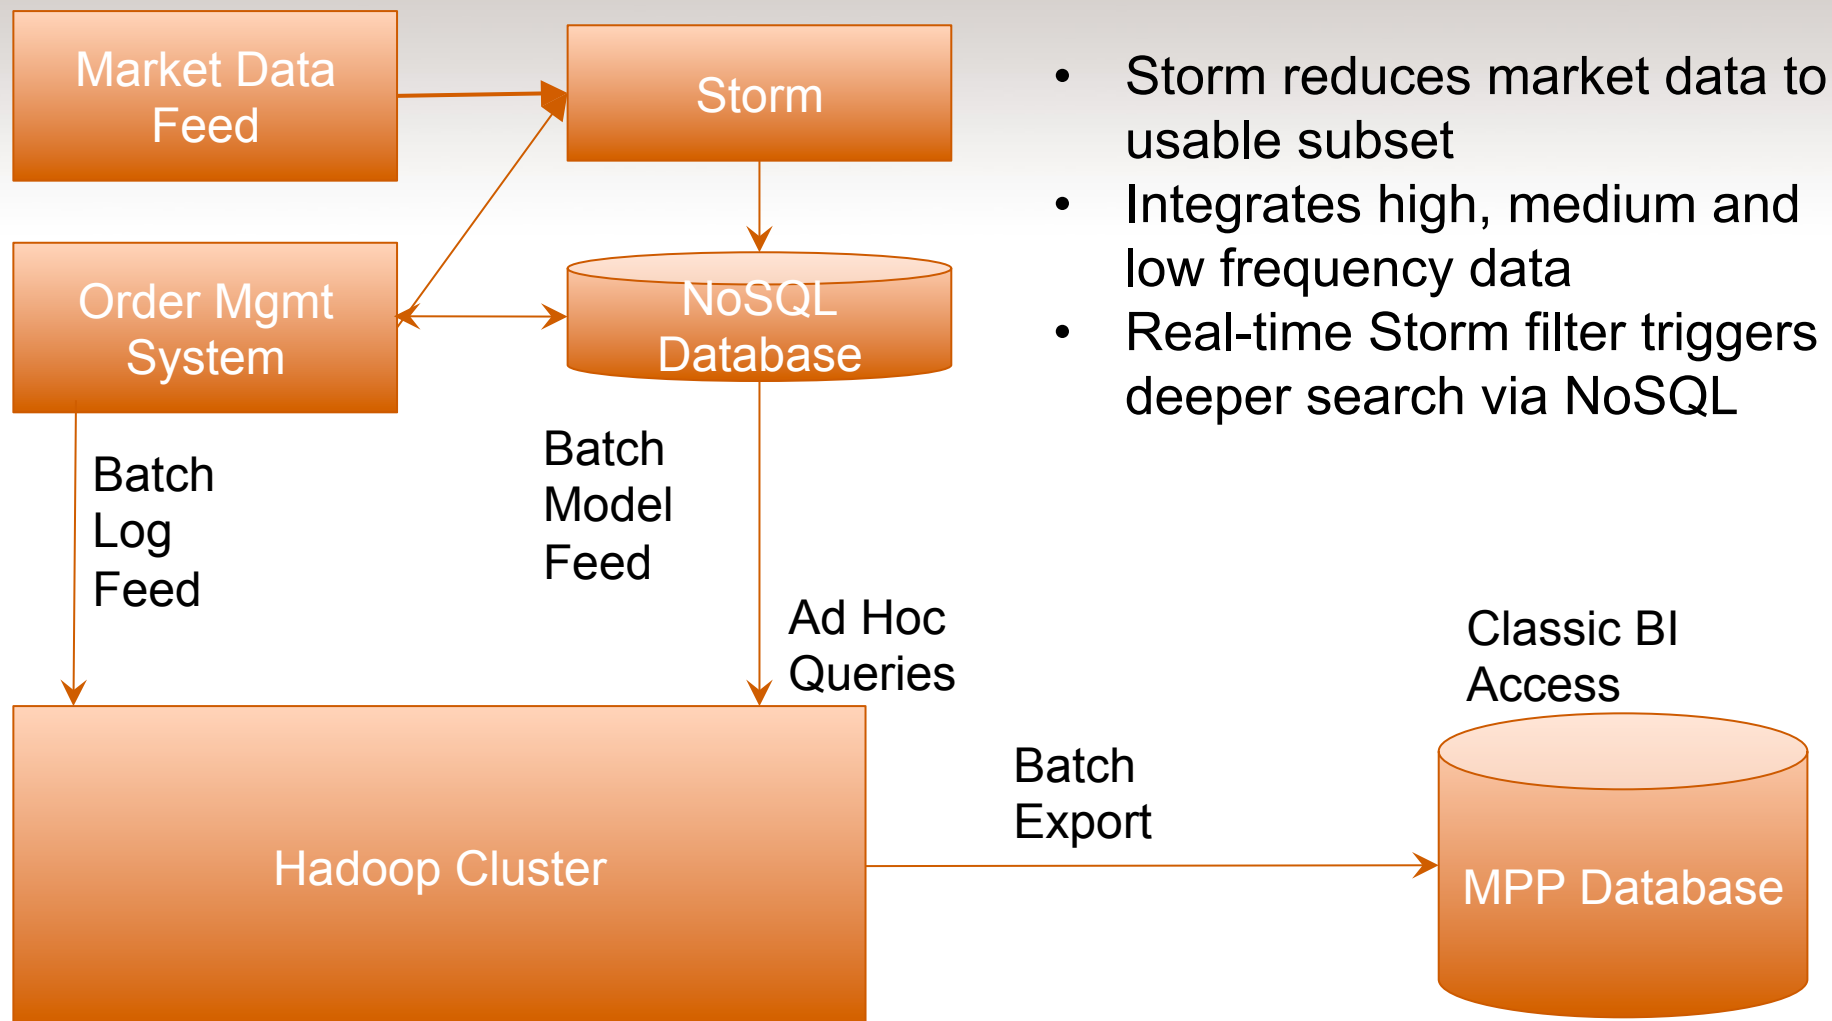 Market Data
Feed
Storm
• Storm reduces market data to
usable subset
• Integrates high, medium and
low frequency data
• Real-time Storm filter triggers
deeper search via NoSQL
Order Mgmt
System
NoSQL
Database
Batch
Log
Feed
Batch
Model
Feed
Ad Hoc
Queries
Classic BI
Access
Hadoop Cluster
Batch
Export
MPP Database